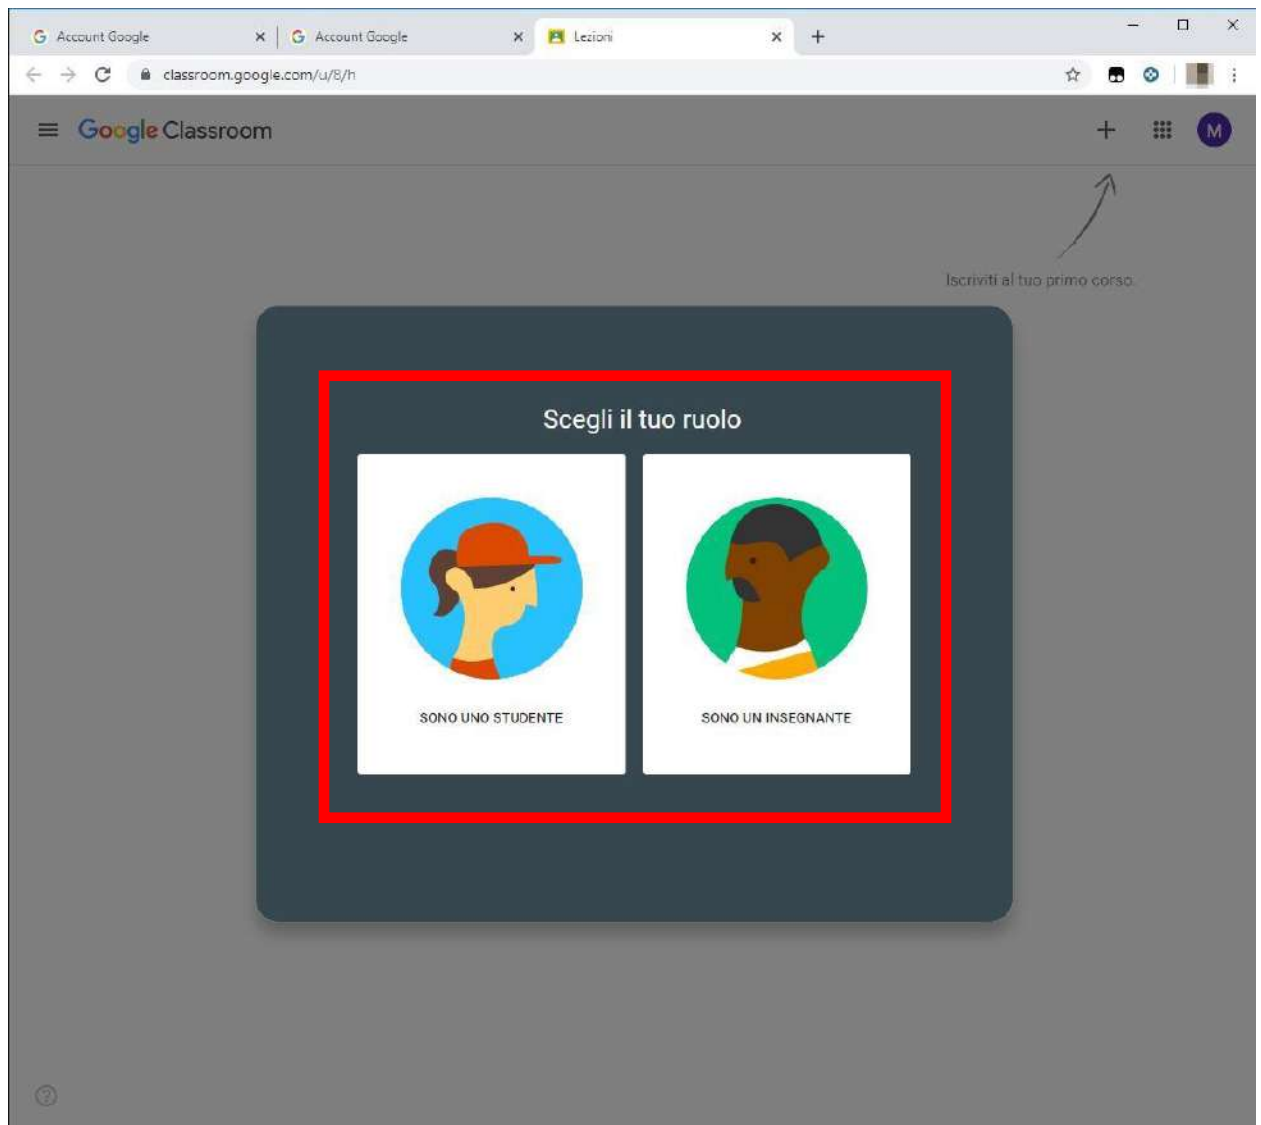 Account Google
Account Google
Lezioni
classroom.google.com/u/8/h
Google Classroom
M
Iscriviti al tuo primo corso.
Scegli il tuo ruolo
SONO UNO STUDENTE
SONO UN INSEGNANTE